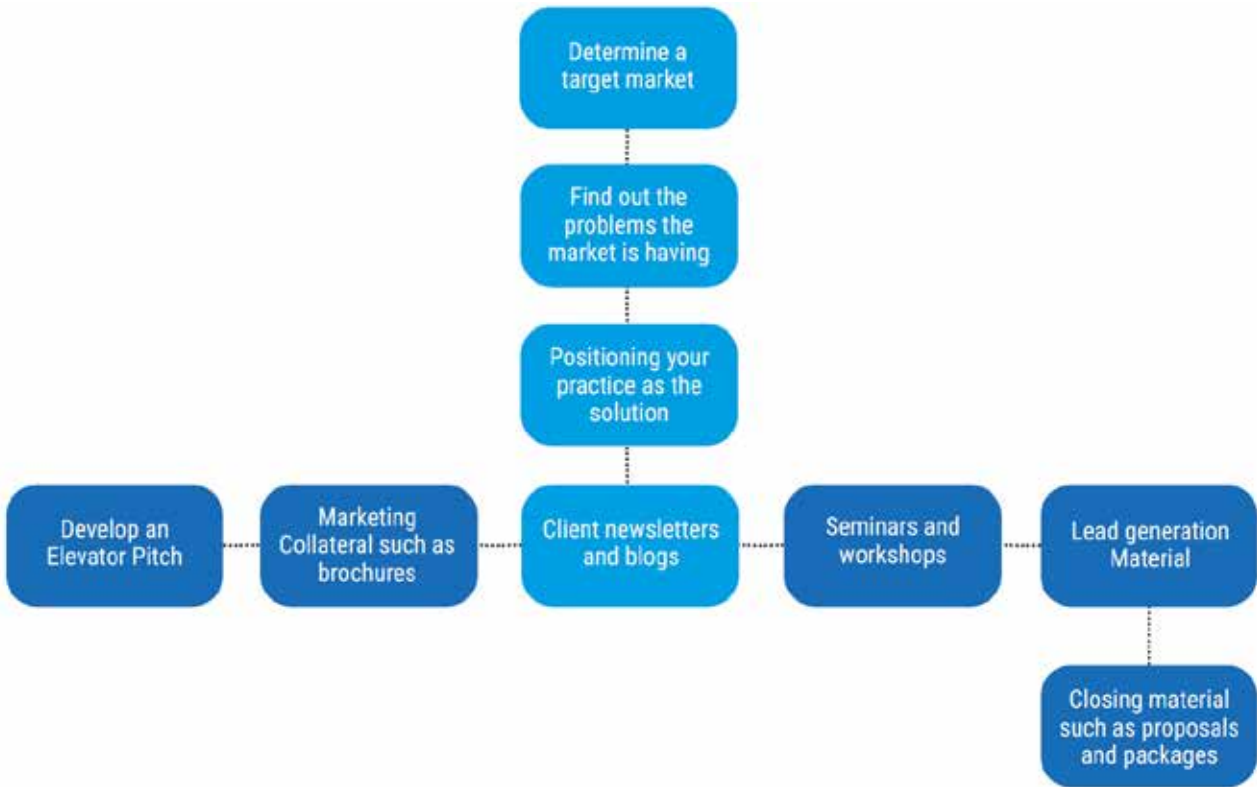 Determine a
target market
Find out the
problems the
market is having
Positioning your
practice as the
solution
Develop an
Elevator Pitch
Marketing
Collateral such as
brochures
Client newsletters
and blogs
Seminars and
workshops
Lead generation
Material
Closing material
such as proposals
and packages